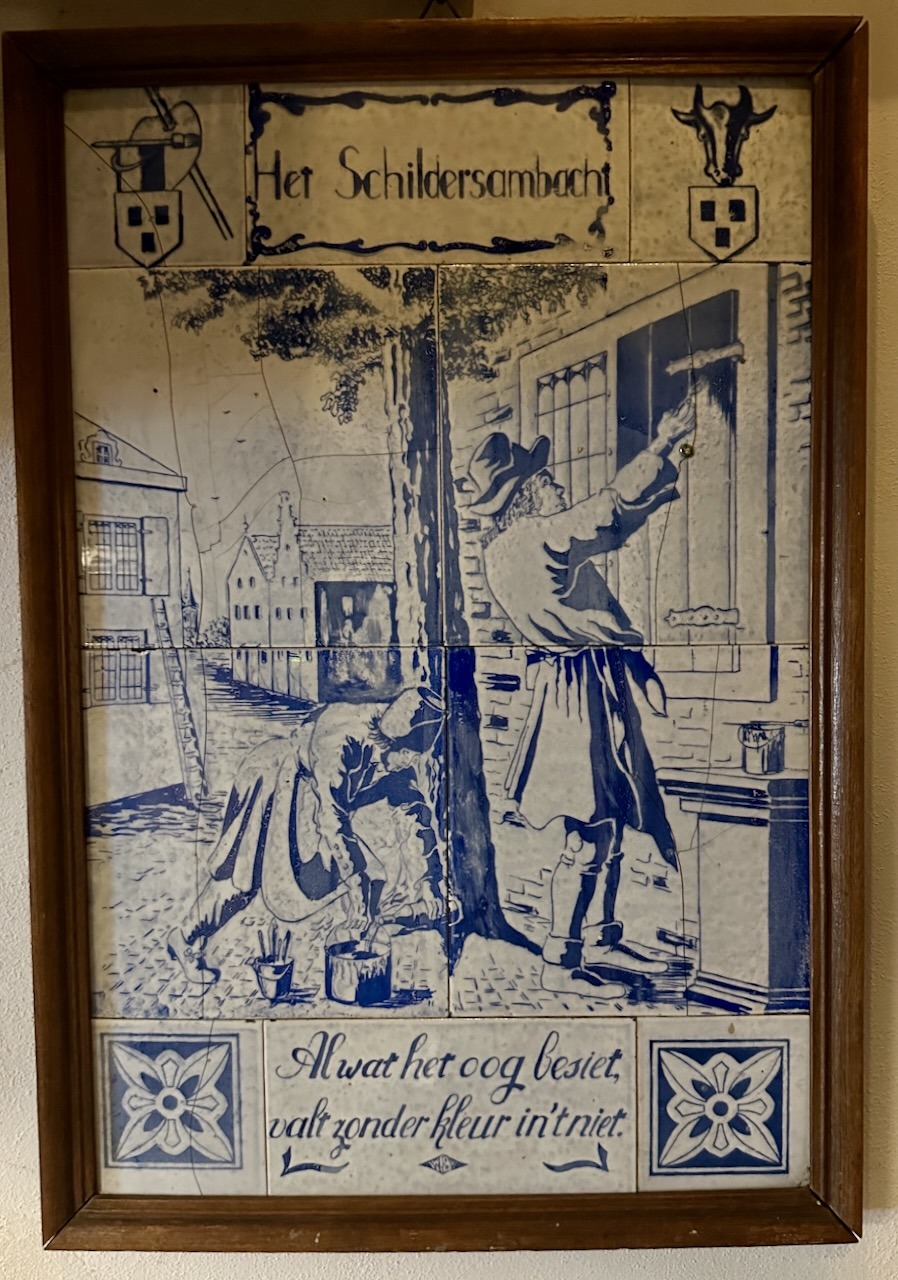 Het Schildersambacht
Al wat het oog besiet,
valt zonder kleur in't niet.